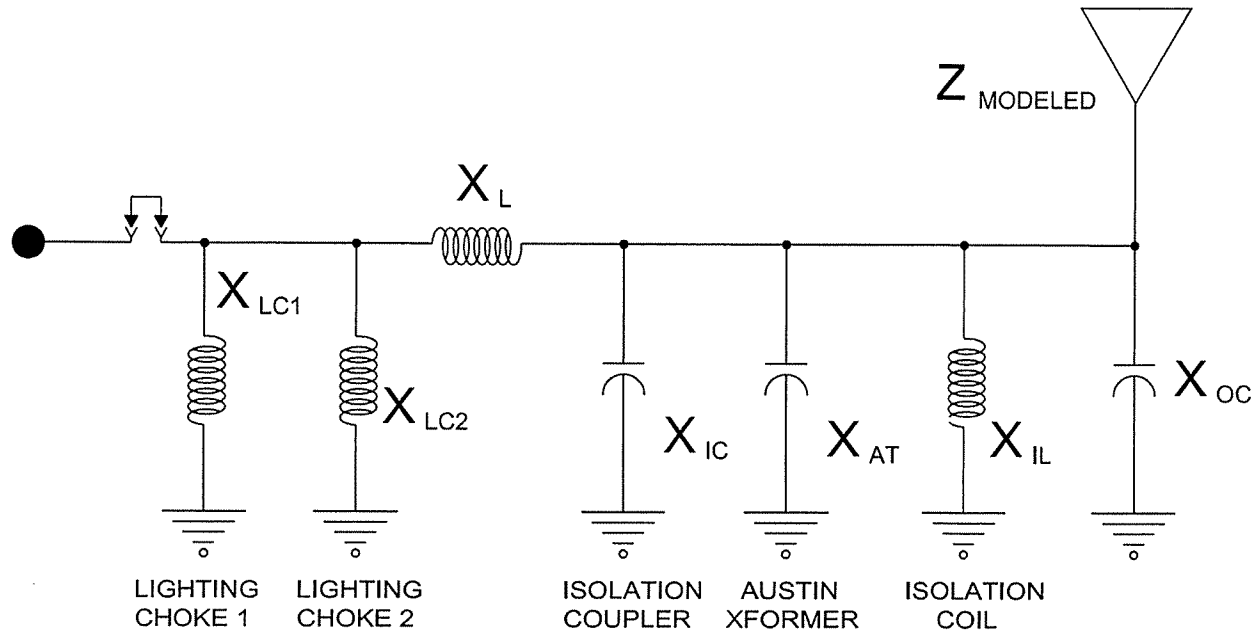 Z MODELED
X L
X LC1
X LC2
X IC
X AT
X IL
X OC
LIGHTING
CHOKE 1
LIGHTING
CHOKE 2
ISOLATION
COUPLER
AUSTIN
XFORMER
ISOLATION
COIL